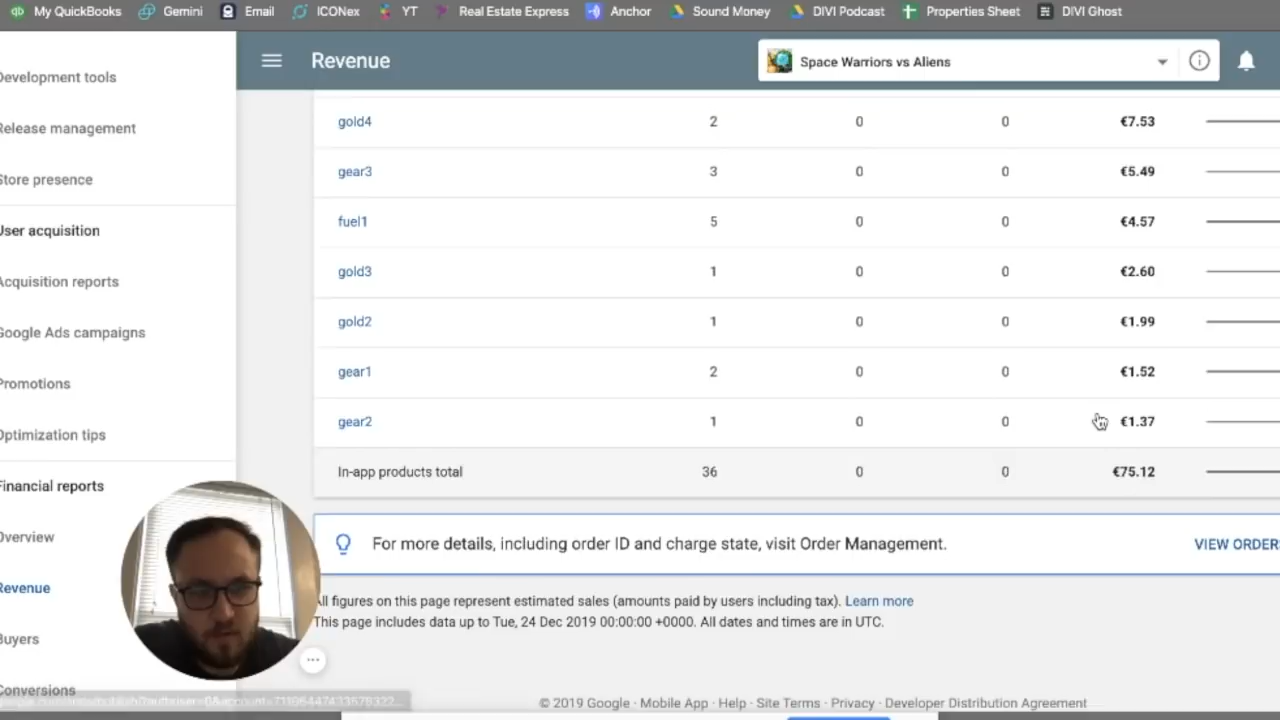 My QuickBooks Gemini Email ICONex YT Real Estate Express Anchor Sound Money DIVI Podcast Properties Sheet DIVI Ghost
Revenue Space Warriors vs Aliens
Development tools
Release management
Store presence
User acquisition
Acquisition reports
Google Ads campaigns
Promotions
Optimization tips
Financial reports
Overview
Revenue
Buyers
Conversions
gold4 2 0 0 €7.53
gear3 3 0 0 €5.49
fuel1 5 0 0 €4.57
gold3 1 0 0 €2.60
gold2 1 0 0 €1.99
gear1 2 0 0 €1.52
gear2 1 0 0 €1.37
In-app products total 36 0 0 €75.12
For more details, including order ID and charge state, visit Order Management. VIEW ORDERS
All figures on this page represent estimated sales (amounts paid by users including tax). Learn more
This page includes data up to Tue, 24 Dec 2019 00:00:00 +0000. All dates and times are in UTC.
© 2019 Google · Mobile App · Help · Site Terms · Privacy · Developer Distribution Agreement